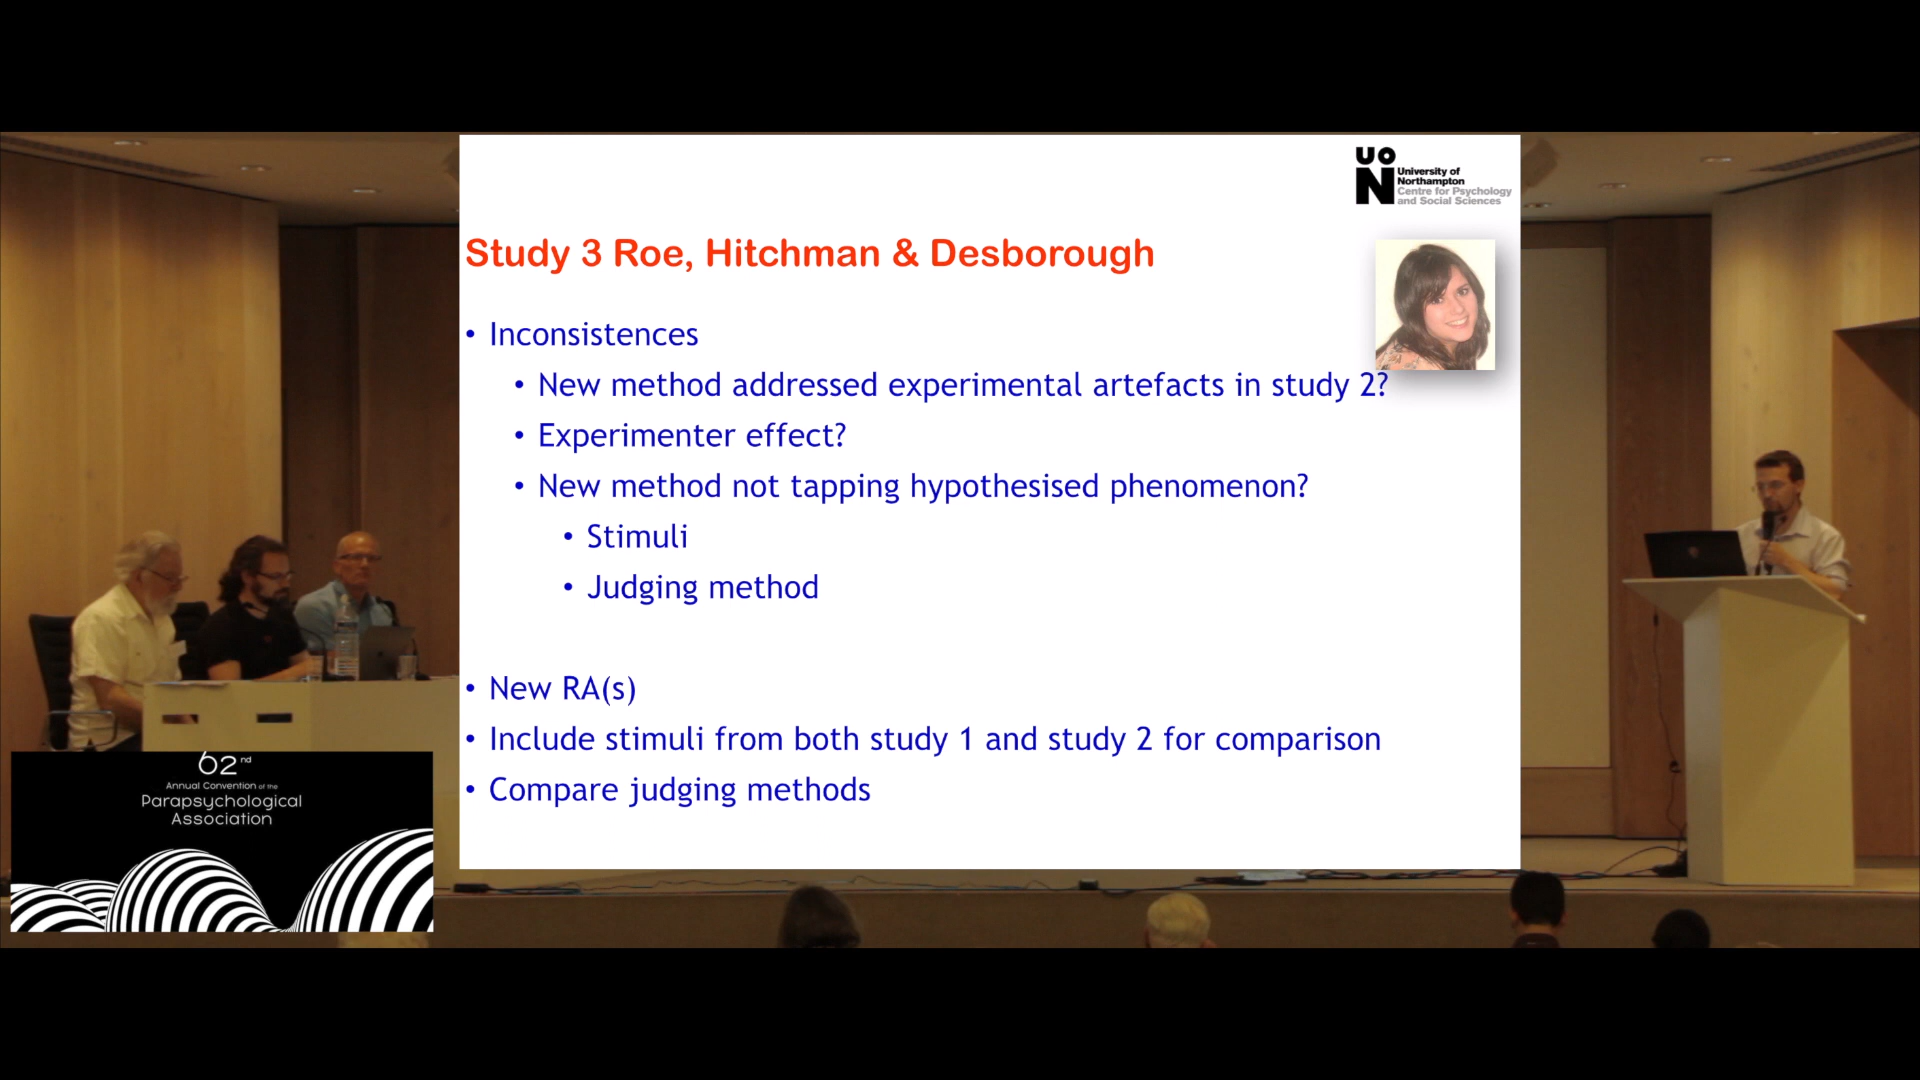 UON
University of
Northampton
Centre for Psychology
and Social Sciences
Study 3 Roe, Hitchman & Desborough
• Inconsistences
• New method addressed experimental artefacts in study 2?
• Experimenter effect?
• New method not tapping hypothesised phenomenon?
• Stimuli
• Judging method
• New RA(s)
• Include stimuli from both study 1 and study 2 for comparison
• Compare judging methods
62nd
Annual Convention of the
Parapsychological
Association